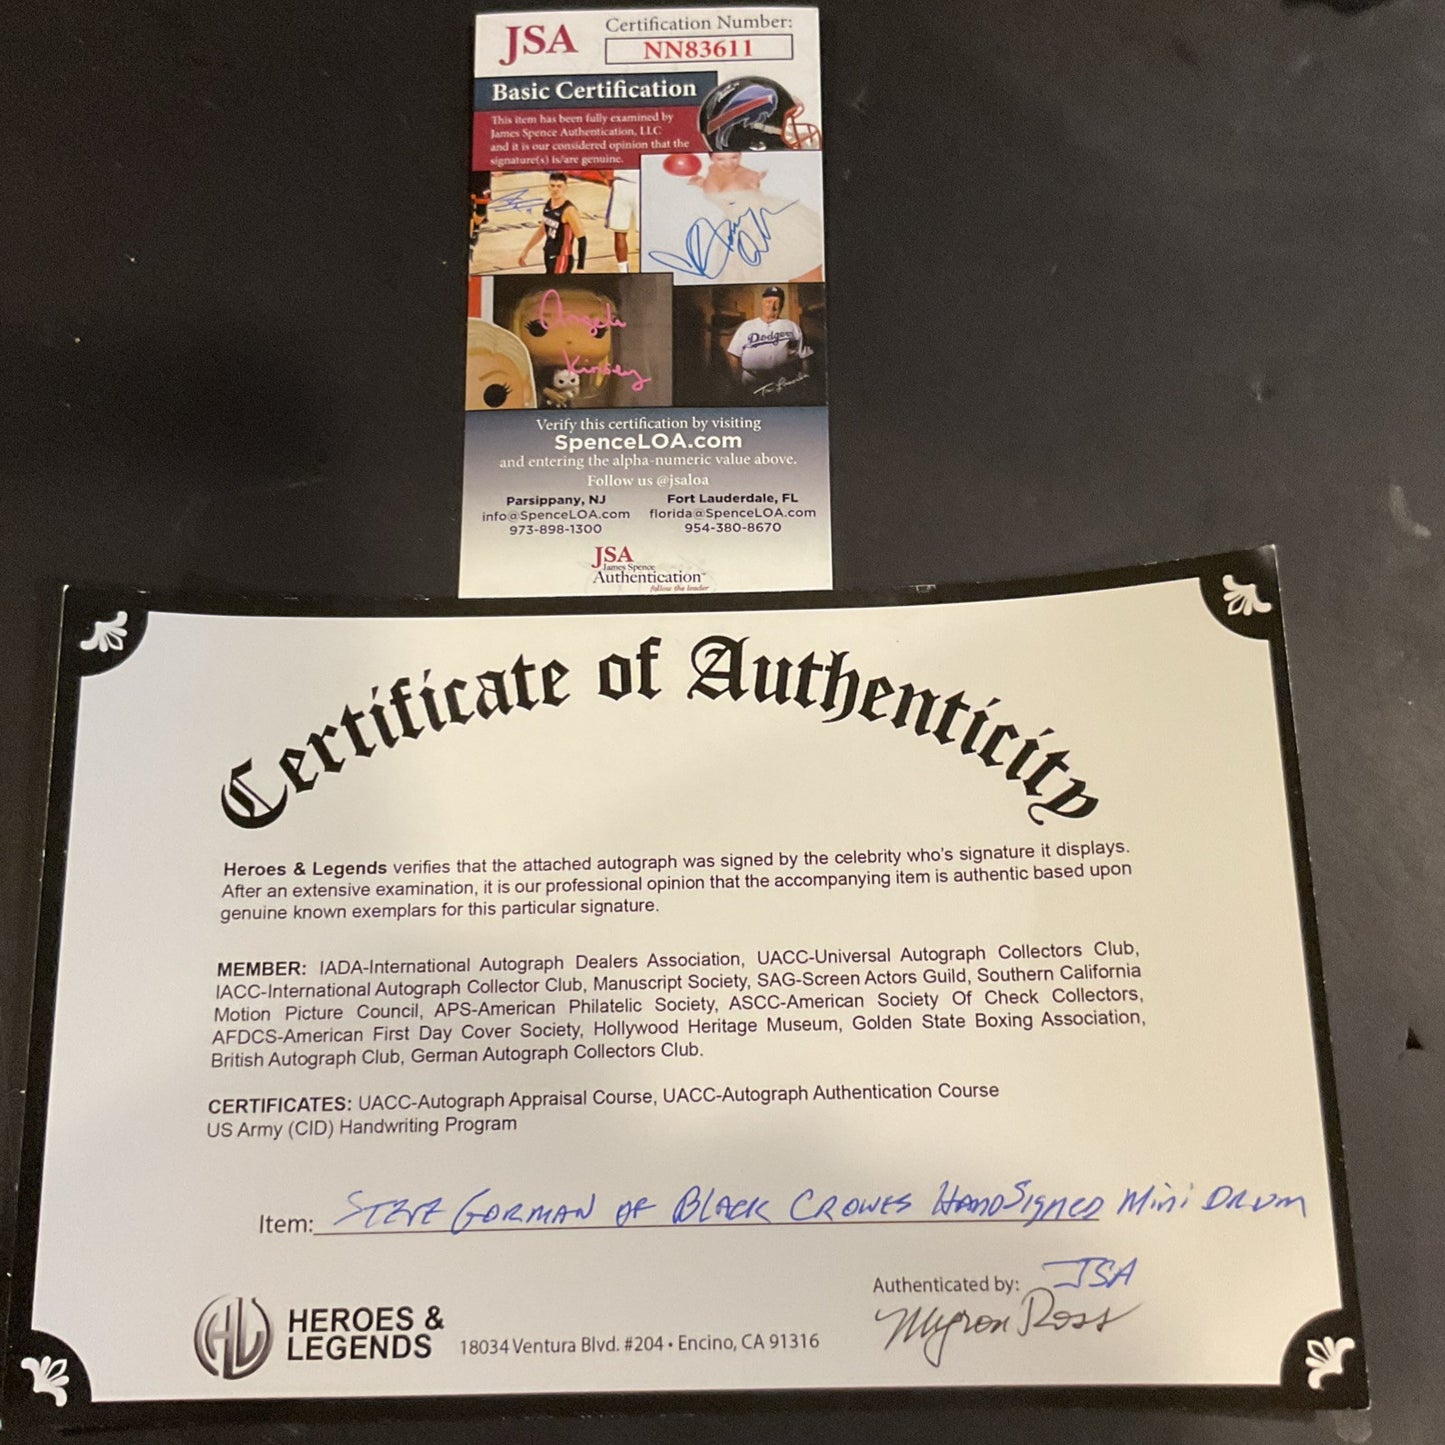 JSA
Certification Number:
NN83611
Basic Certification
This item has been fully examined by
James Spence Authentication, LLC
and it is our considered opinion that the
signature(s) is/are genuine.
Angela
Kinsey
Dodgers
Verify this certification by visiting
SpenceLOA.com
and entering the alpha-numeric value above.
Follow us @jsaloa
Parsippany, NJ
info@SpenceLOA.com
973-898-1300
Fort Lauderdale, FL
florida@SpenceLOA.com
954-380-8670
JSA
James Spence
Authentication™
follow the leader
Certificate of Authenticity
Heroes & Legends verifies that the attached autograph was signed by the celebrity who's signature it displays.
After an extensive examination, it is our professional opinion that the accompanying item is authentic based upon
genuine known exemplars for this particular signature.
MEMBER: IADA-International Autograph Dealers Association, UACC-Universal Autograph Collectors Club,
IACC-International Autograph Collector Club, Manuscript Society, SAG-Screen Actors Guild, Southern California
Motion Picture Council, APS-American Philatelic Society, ASCC-American Society Of Check Collectors,
AFDCS-American First Day Cover Society, Hollywood Heritage Museum, Golden State Boxing Association,
British Autograph Club, German Autograph Collectors Club.
CERTIFICATES: UACC-Autograph Appraisal Course, UACC-Autograph Authentication Course
US Army (CID) Handwriting Program
Item: STEVE GORMAN OF BLACK CROWES HANDSIGNED MINI DRUM
Authenticated by: JSA
Myron Ross
HL
HEROES &
LEGENDS
18034 Ventura Blvd. #204 • Encino, CA 91316